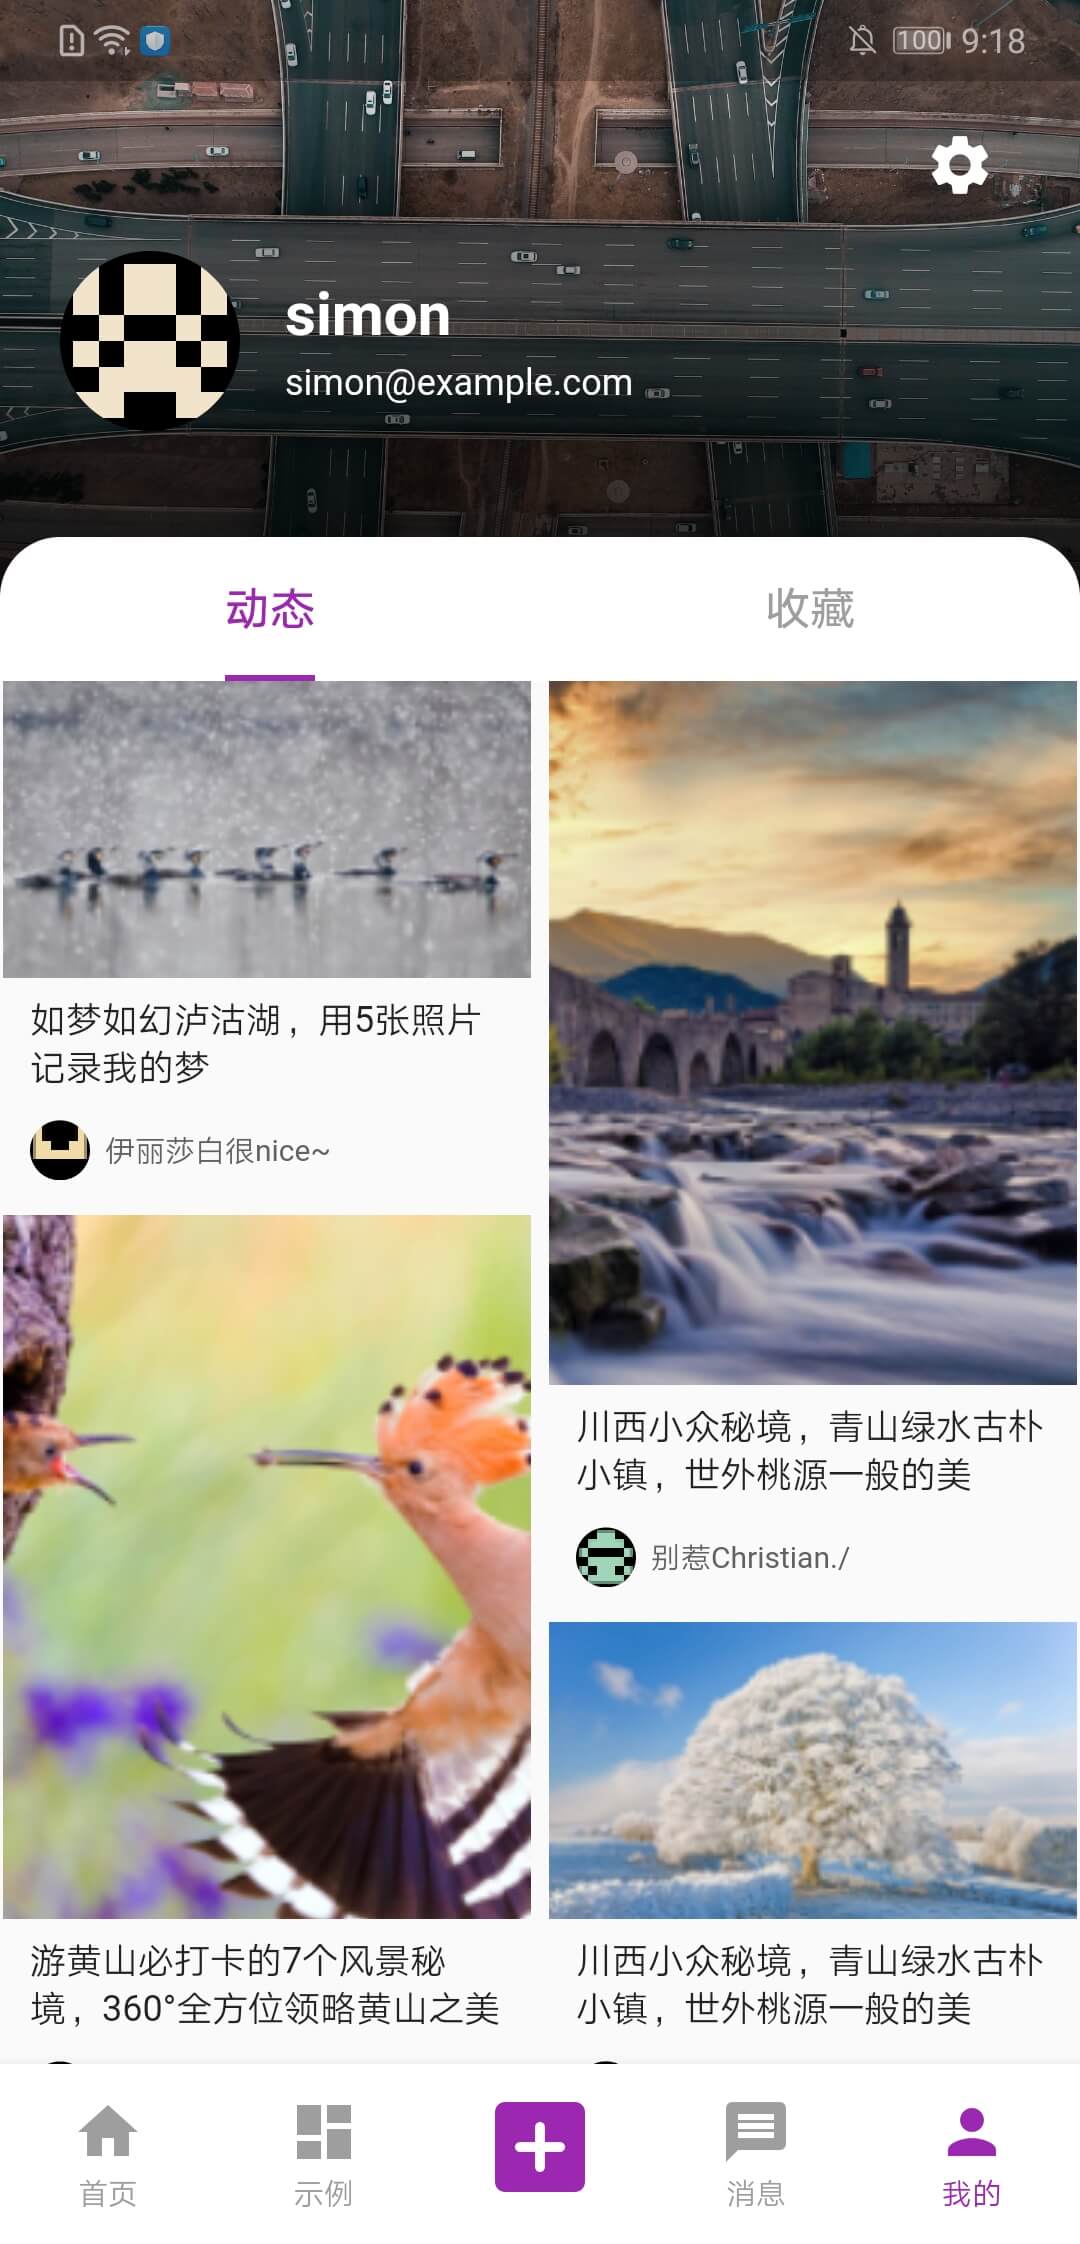 100 9:18
simon
simon@example.com
动态 收藏
如梦如幻泸沽湖，用5张照片
记录我的梦
伊丽莎白很nice~
川西小众秘境，青山绿水古朴
小镇，世外桃源一般的美
别惹Christian./
游黄山必打卡的7个风景秘
境，360°全方位领略黄山之美
川西小众秘境，青山绿水古朴
小镇，世外桃源一般的美
首页 示例 消息 我的